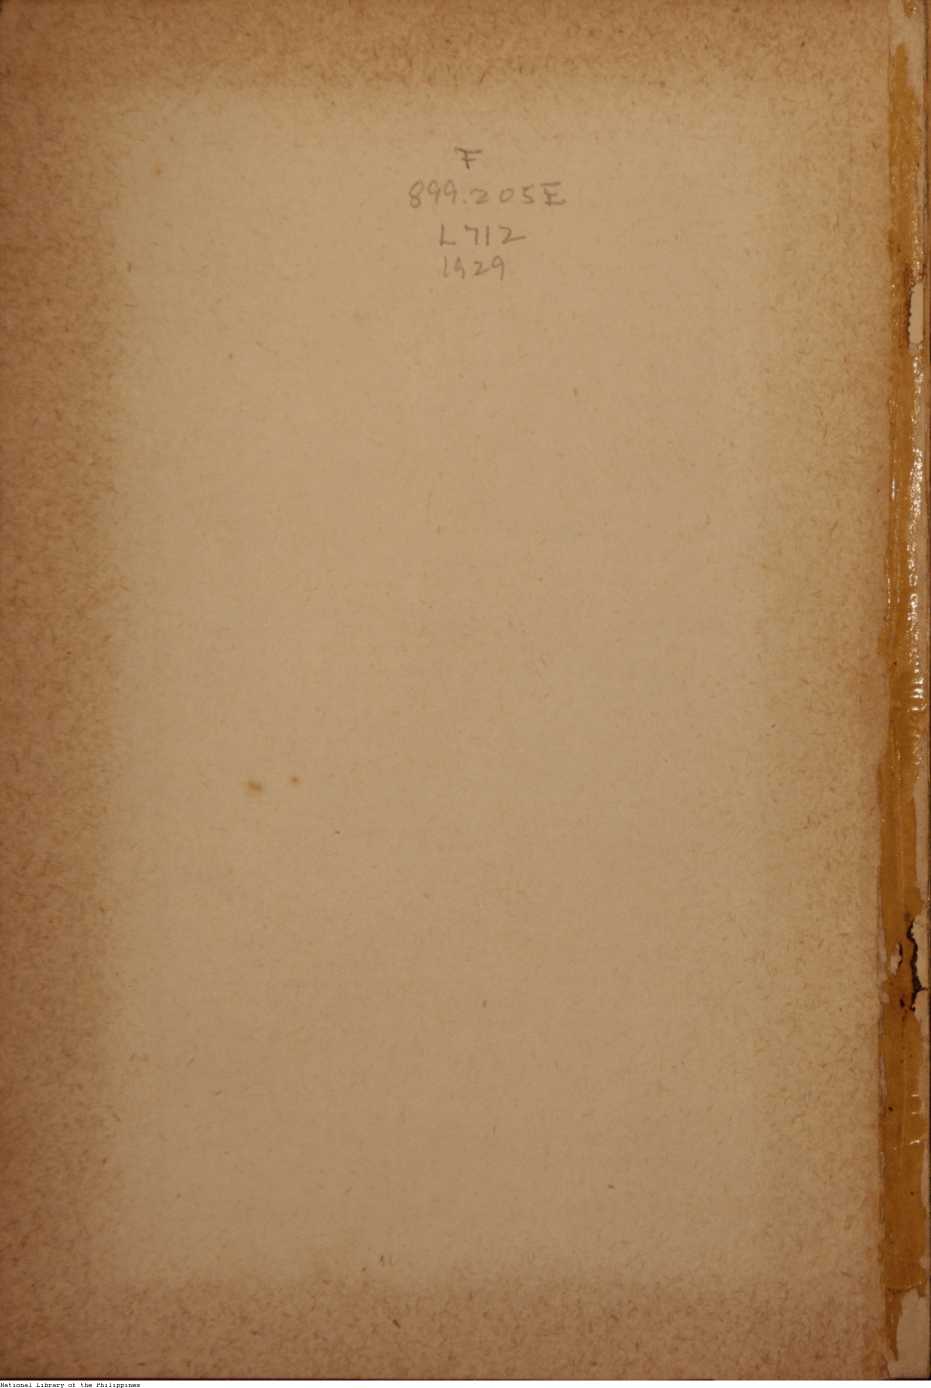 F
899.205E
L712
1929
National Library of the Philippines